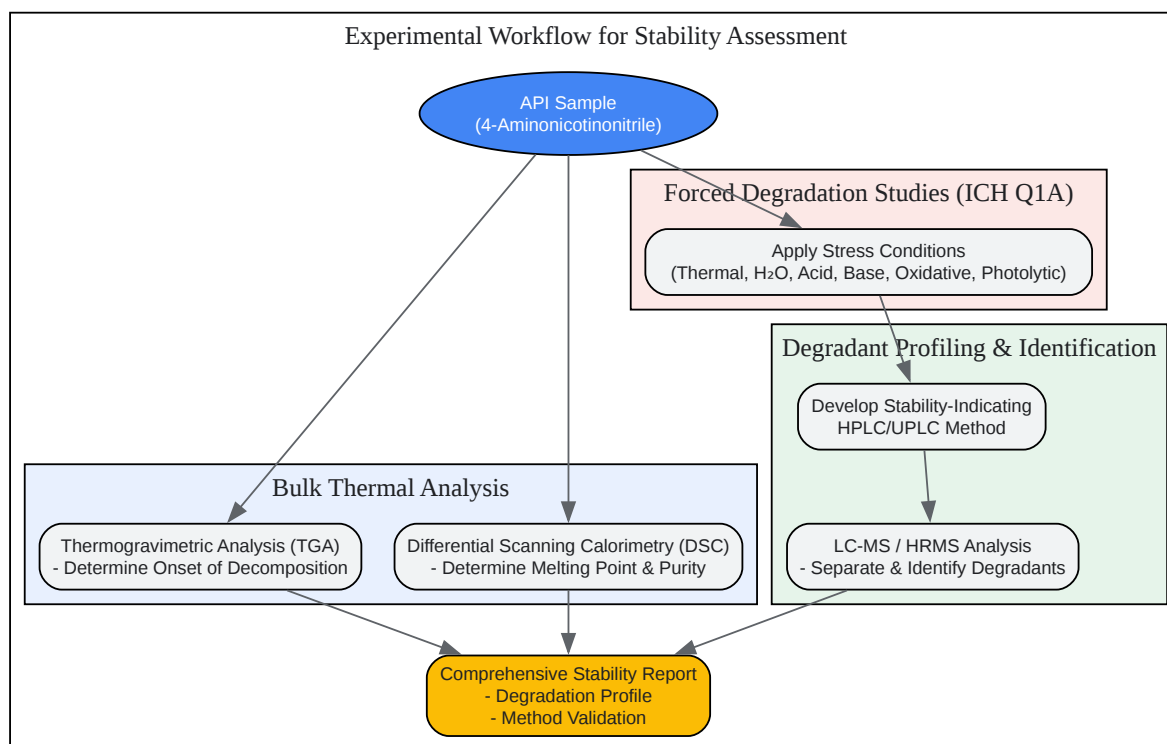 Experimental Workflow for Stability Assessment
API Sample
(4-Aminonicotinonitrile)
Forced Degradation Studies (ICH Q1A)
Apply Stress Conditions
(Thermal, H₂O, Acid, Base, Oxidative, Photolytic)
Degradant Profiling & Identification
Develop Stability-Indicating
HPLC/UPLC Method
Bulk Thermal Analysis
Thermogravimetric Analysis (TGA)
- Determine Onset of Decomposition
Differential Scanning Calorimetry (DSC)
- Determine Melting Point & Purity
LC-MS / HRMS Analysis
- Separate & Identify Degradants
Comprehensive Stability Report
- Degradation Profile
- Method Validation